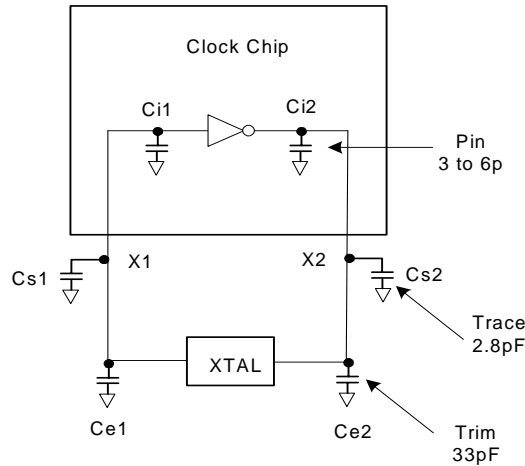 Clock Chip
Ci1
Ci2
Pin
3 to 6p
X1
X2
Cs1
Cs2
Trace
2.8pF
XTAL
Ce1
Ce2
Trim
33pF